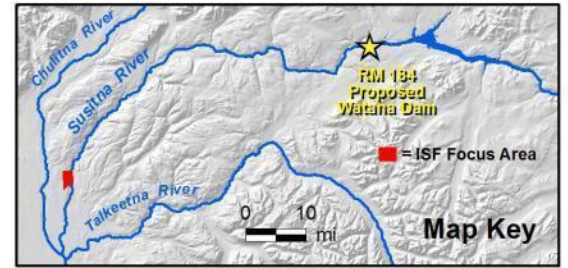 Chulitna River
Susitna River
RM 184
Proposed
Watana Dam
= ISF Focus Area
Talkeetna River
0 10
mi
Map Key